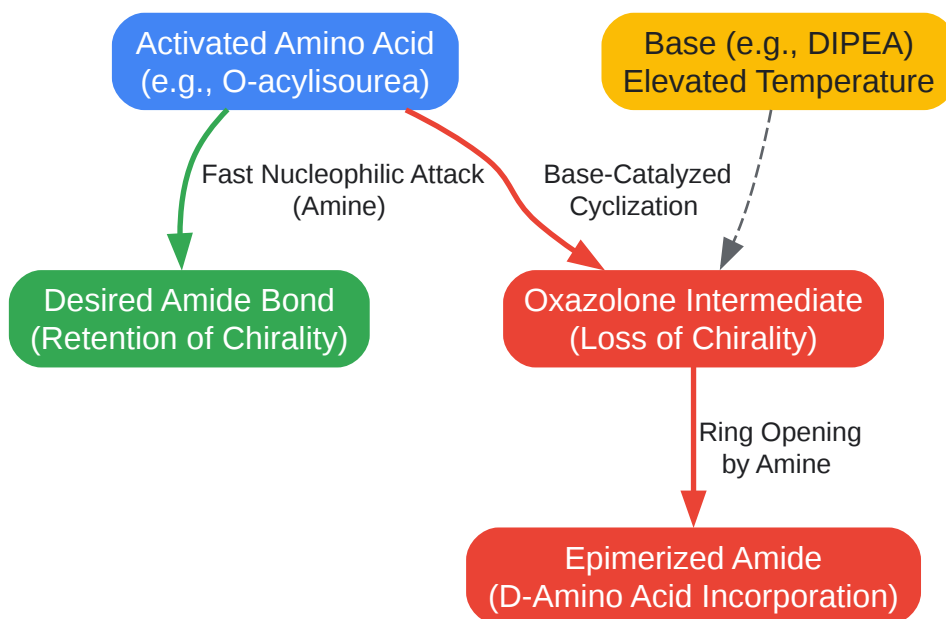 Activated Amino Acid
(e.g., O-acylisourea)
Base (e.g., DIPEA)
Elevated Temperature
Fast Nucleophilic Attack
(Amine)
Base-Catalyzed
Cyclization
Desired Amide Bond
(Retention of Chirality)
Oxazolone Intermediate
(Loss of Chirality)
Ring Opening
by Amine
Epimerized Amide
(D-Amino Acid Incorporation)